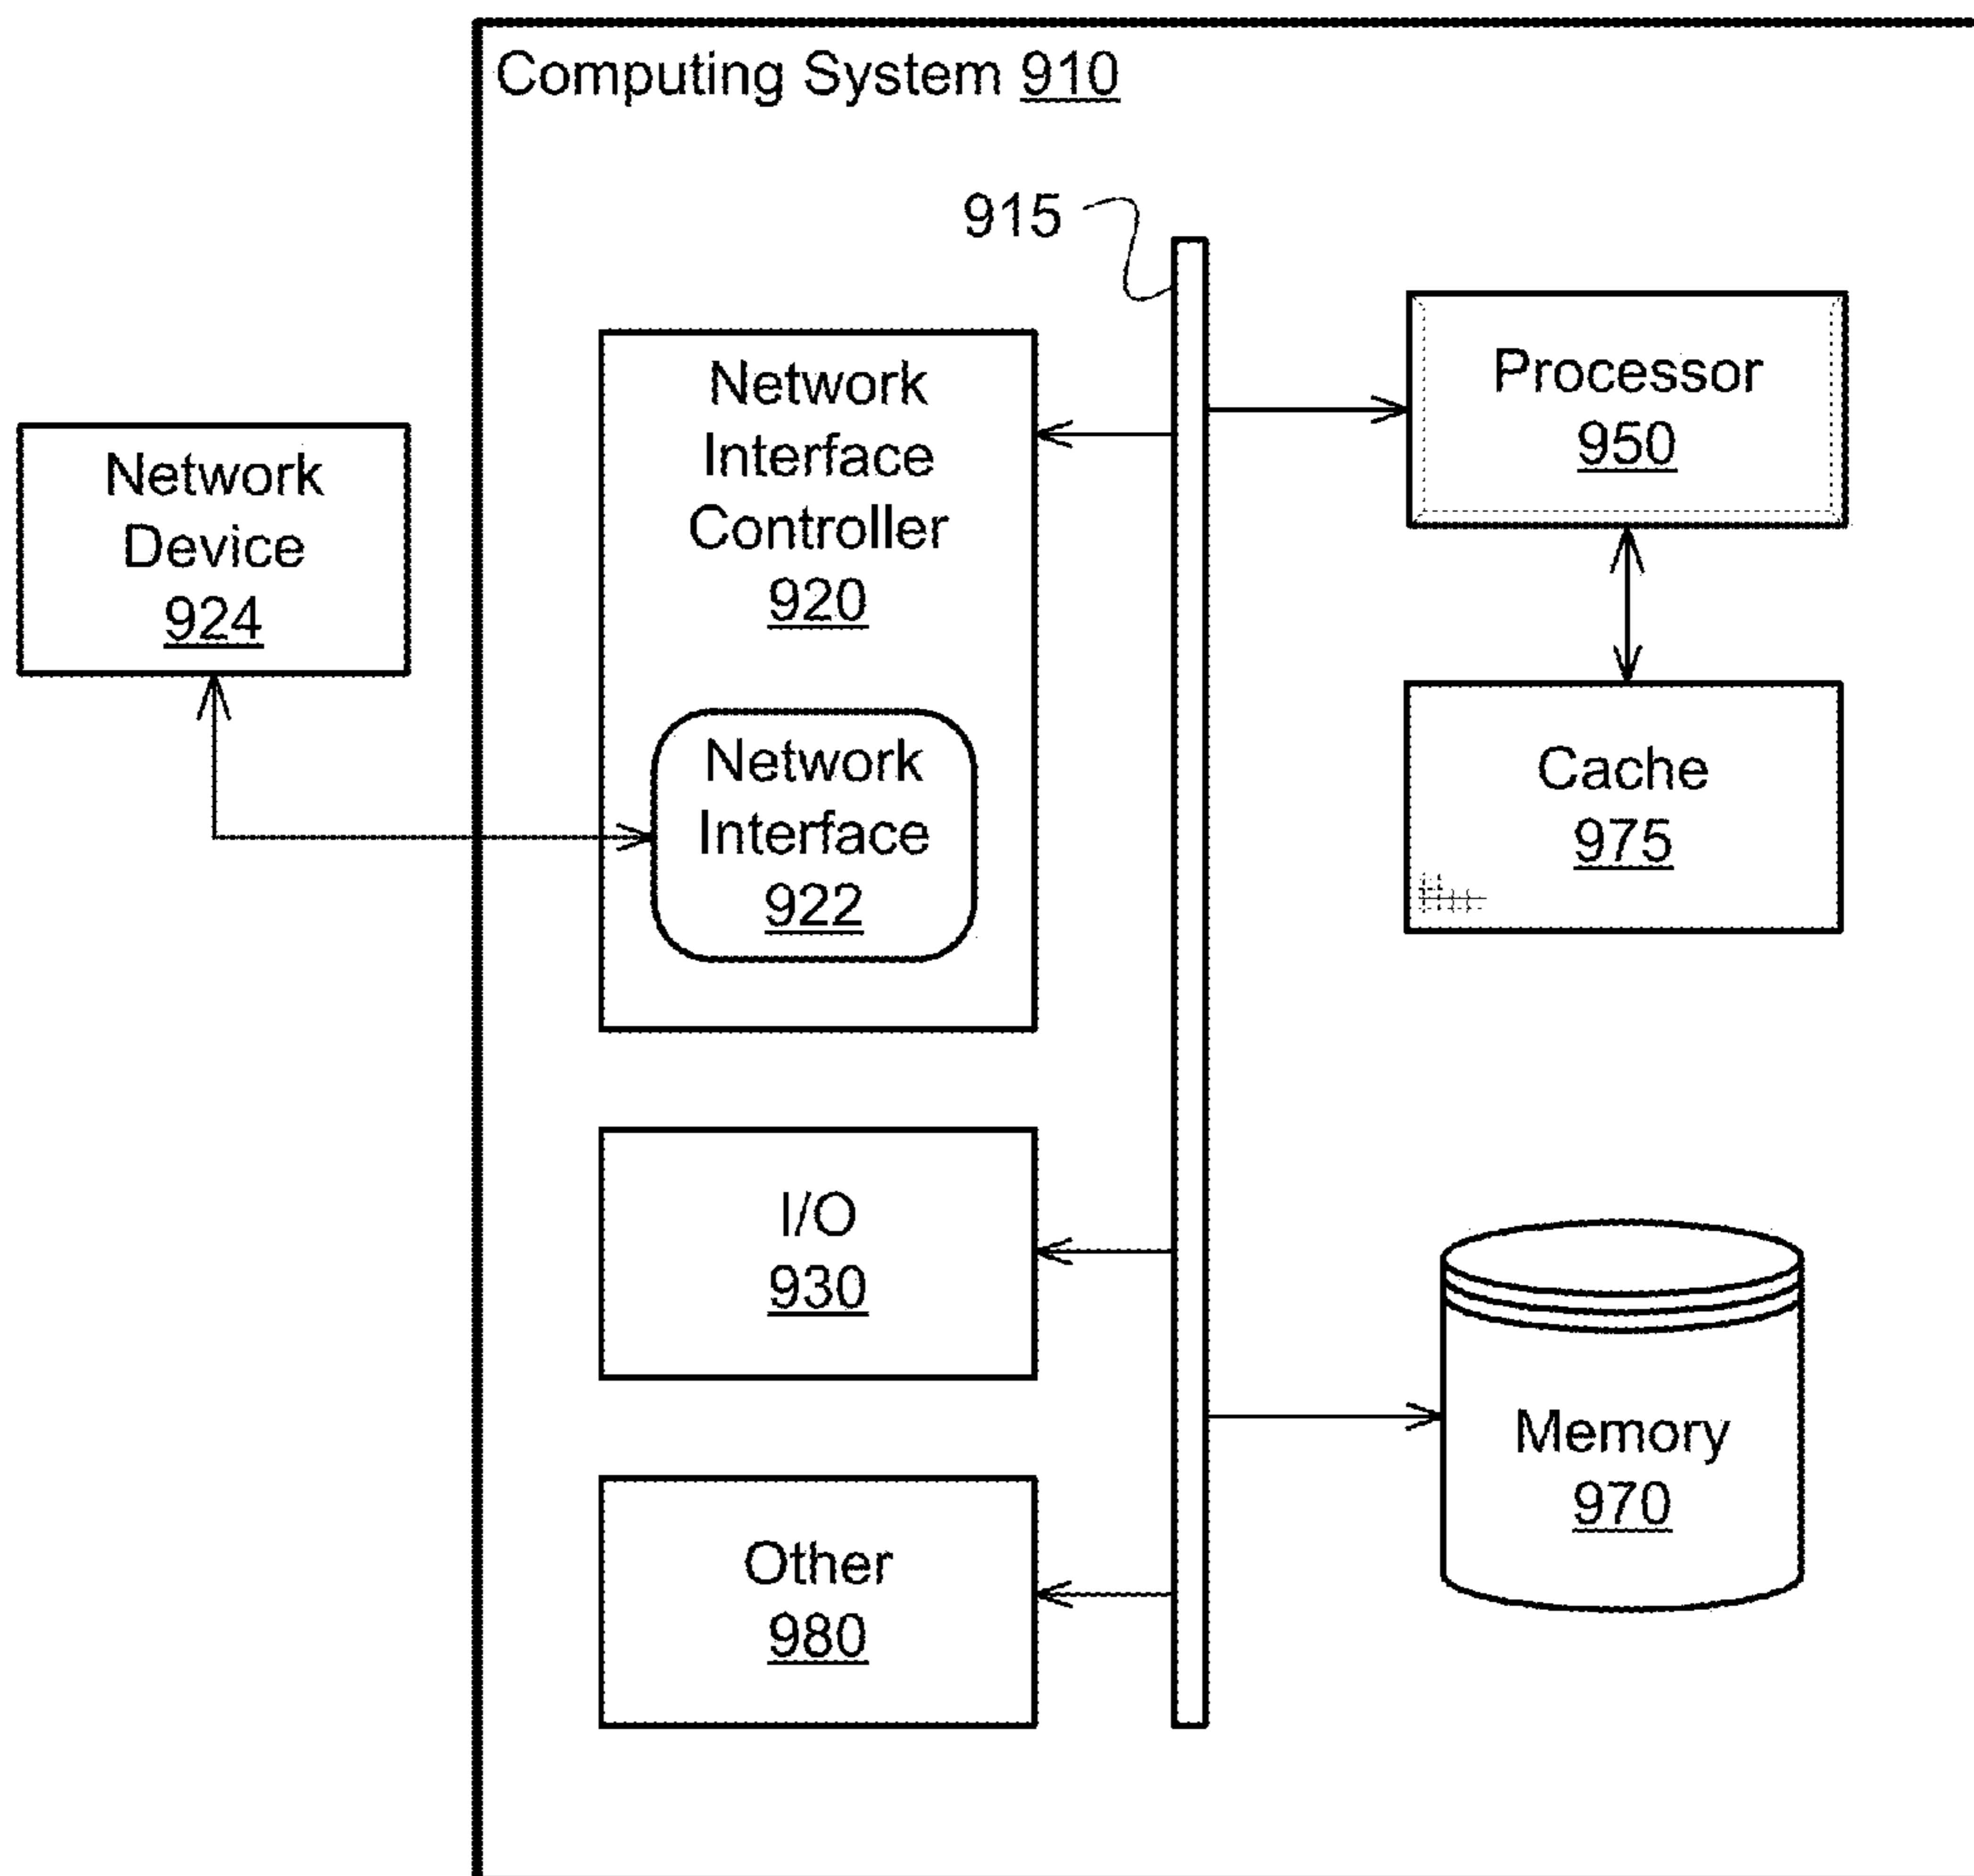 Computing System 910
915
Network
Interface
Controller
920
Processor
950
Network
Device
924
Network
Interface
922
Cache
975
I/O
930
Memory
970
Other
980